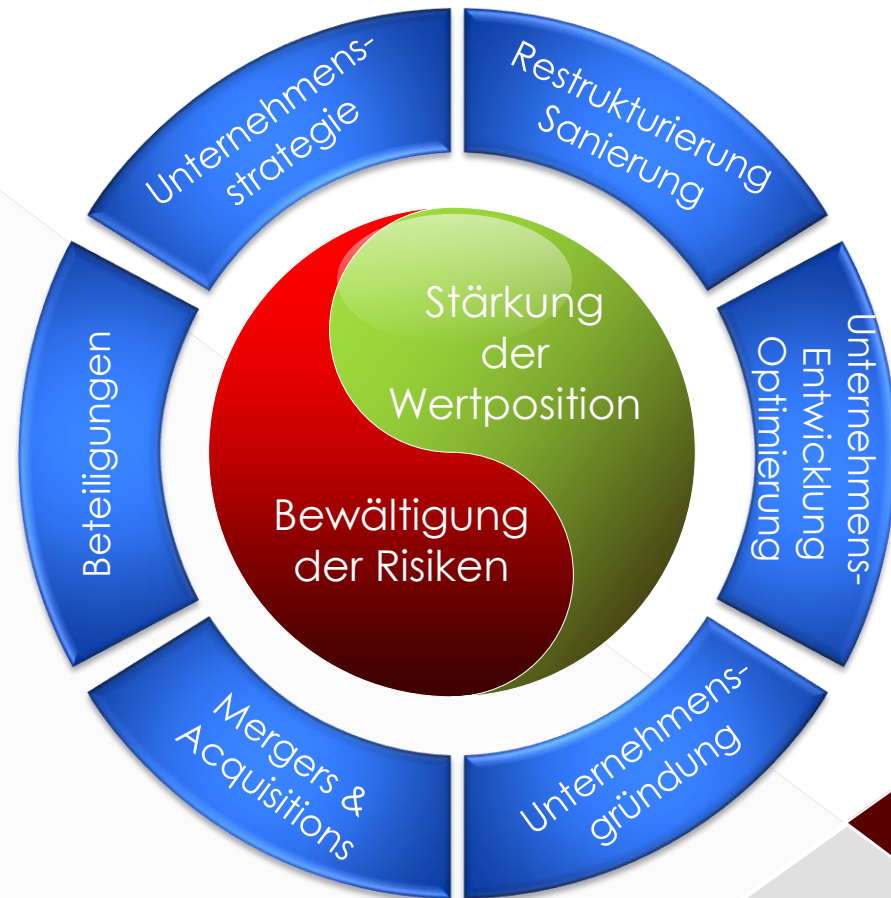 Unternehmens-
strategie
Restrukturierung
Sanierung
Unternehmens-
Entwicklung
Optimierung
Unternehmens-
gründung
Mergers &
Acquisitions
Beteiligungen
Stärkung
der
Wertposition
Bewältigung
der Risiken